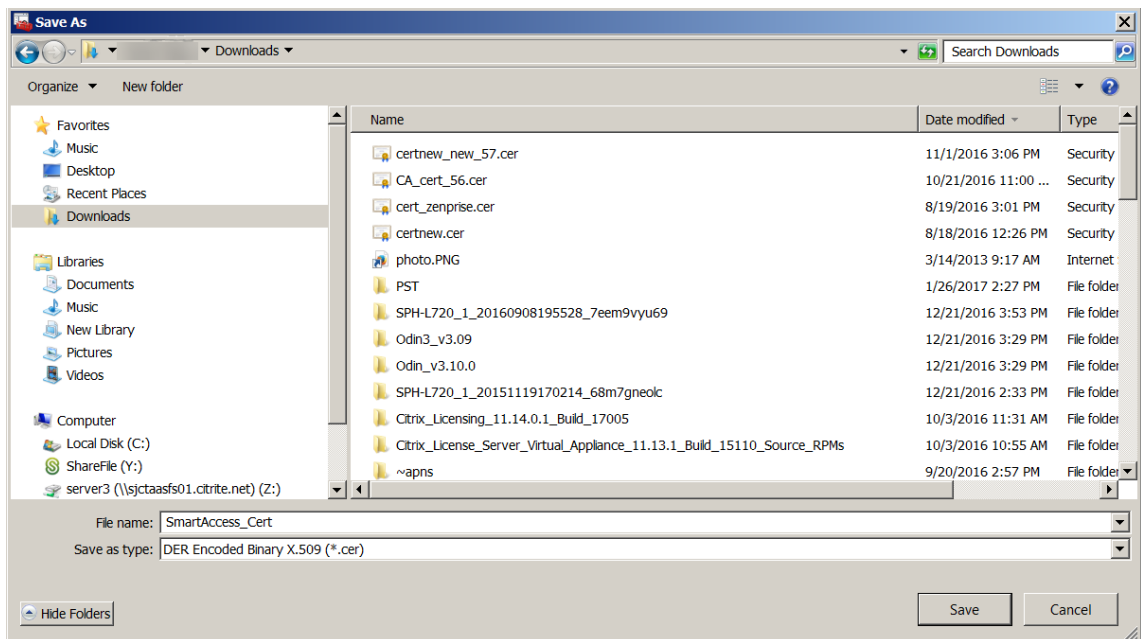 Save As
Downloads
Search Downloads
Organize
New folder
Favorites
Music
Desktop
Recent Places
Downloads
Libraries
Documents
Music
New Library
Pictures
Videos
Computer
Local Disk (C:)
ShareFile (Y:)
server3 (\\sjctaasfs01.citrite.net) (Z:)
Name Date modified Type
certnew_new_57.cer 11/1/2016 3:06 PM Security
CA_cert_56.cer 10/21/2016 11:00 ... Security
cert_zenprise.cer 8/19/2016 3:01 PM Security
certnew.cer 8/18/2016 12:26 PM Security
photo.PNG 3/14/2013 9:17 AM Internet
PST 1/26/2017 2:27 PM File folder
SPH-L720_1_20160908195528_7eem9vyu69 12/21/2016 3:53 PM File folder
Odin3_v3.09 12/21/2016 3:29 PM File folder
Odin_v3.10.0 12/21/2016 3:29 PM File folder
SPH-L720_1_20151119170214_68m7gneolc 12/21/2016 2:33 PM File folder
Citrix_Licensing_11.14.0.1_Build_17005 10/3/2016 11:31 AM File folder
Citrix_License_Server_Virtual_Appliance_11.13.1_Build_15110_Source_RPMs 10/3/2016 10:55 AM File folder
~apns 9/20/2016 2:57 PM File folder
File name: SmartAccess_Cert
Save as type: DER Encoded Binary X.509 (*.cer)
Hide Folders
Save
Cancel